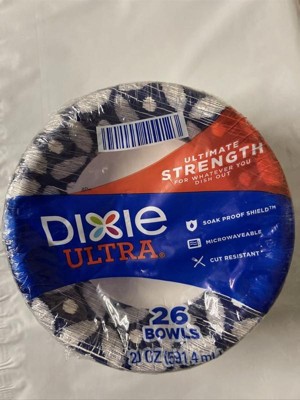 ULTIMATE
STRENGTH
FOR WHATEVER YOU
DISH OUT
DIXIE
ULTRA®
SOAK PROOF SHIELD™
MICROWAVEABLE
CUT RESISTANT*
26
BOWLS
20 OZ (591.4 mL)